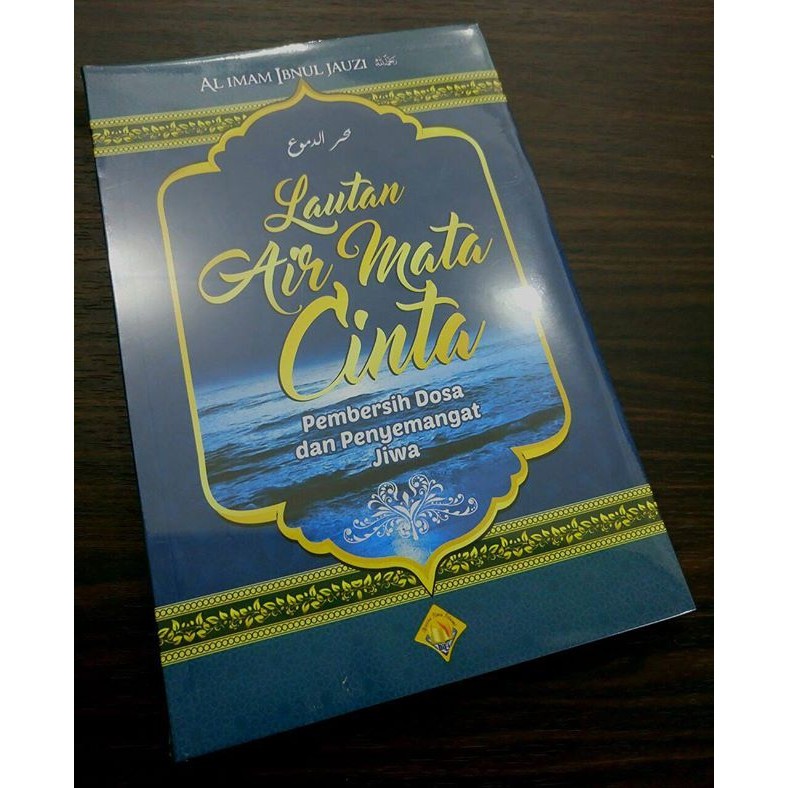 AL IMAM IBNUL JAUZI
بحر الدموع
Lautan
Air Mata
Cinta
Pembersih Dosa
dan Penyemangat
Jiwa